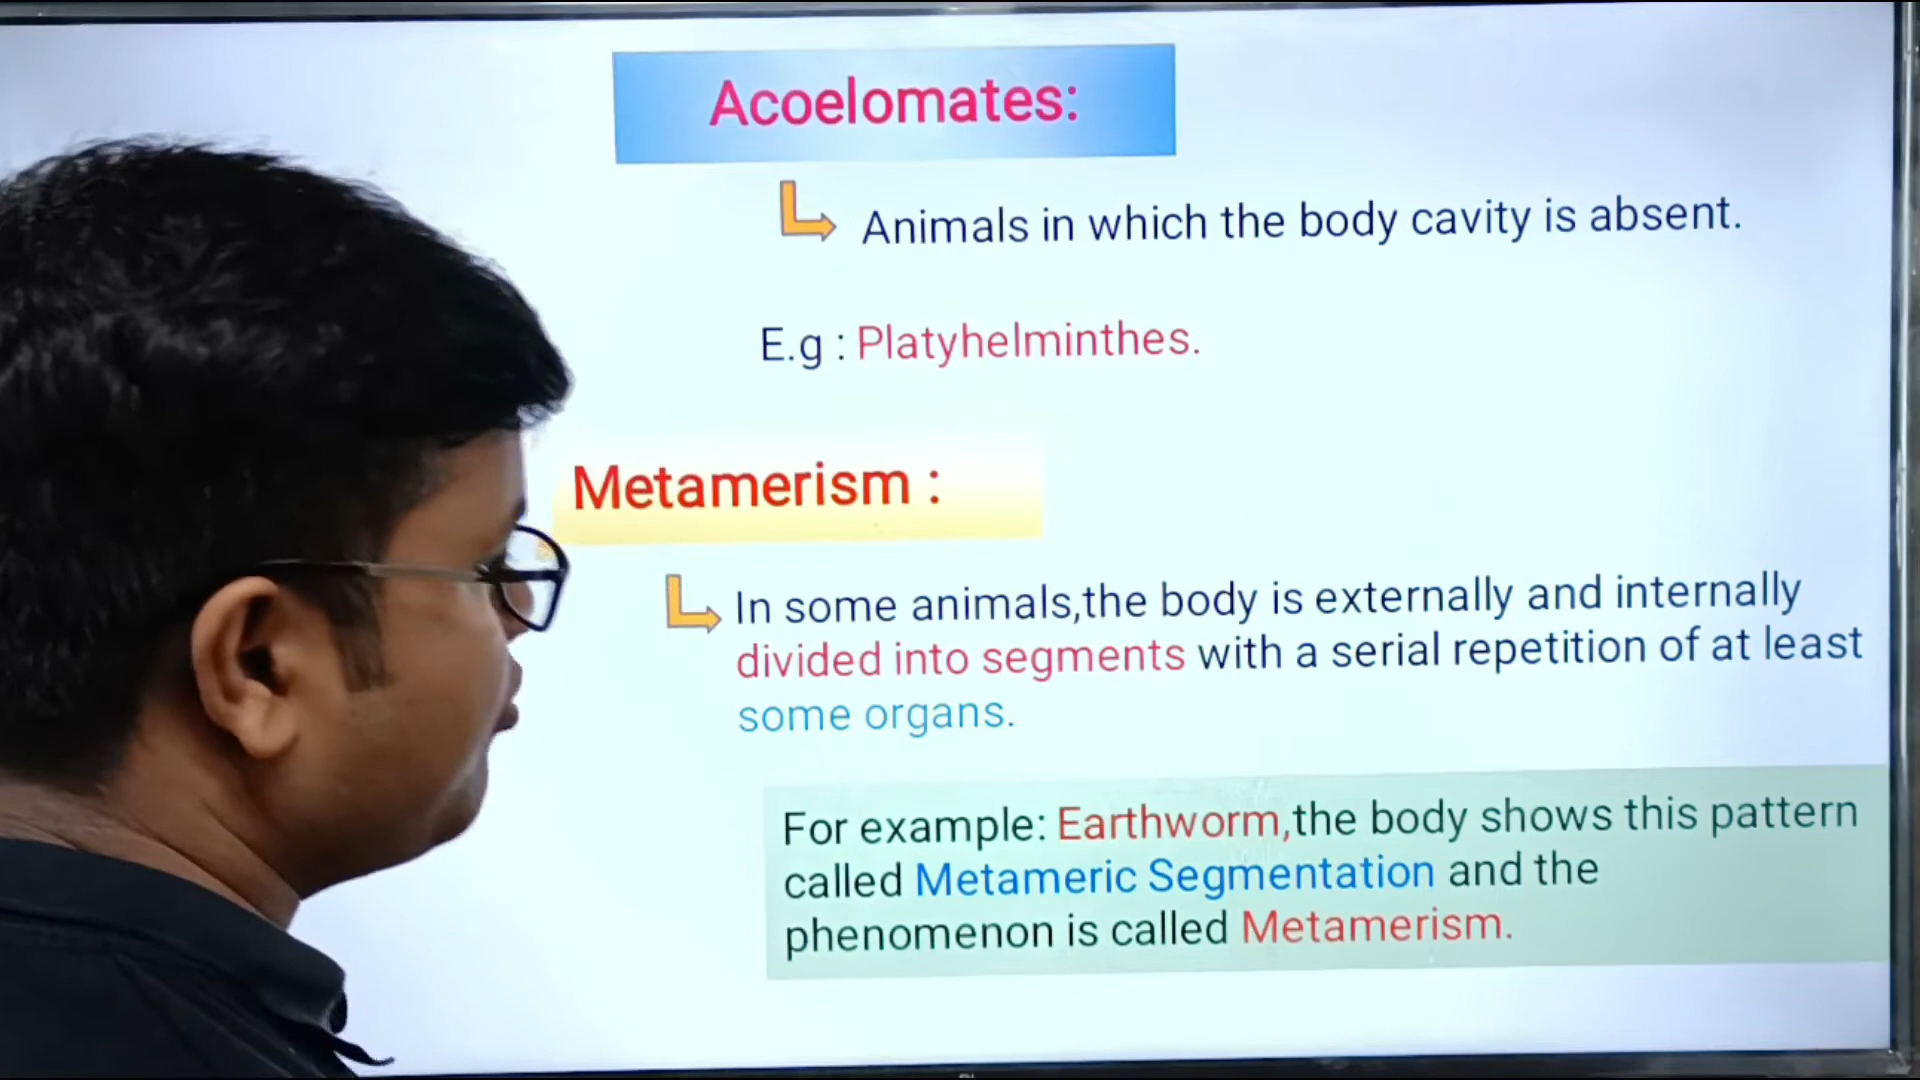 Acoelomates:
Animals in which the body cavity is absent.
E.g : Platyhelminthes.
Metamerism :
In some animals,the body is externally and internally
divided into segments with a serial repetition of at least
some organs.
For example: Earthworm,the body shows this pattern
called Metameric Segmentation and the
phenomenon is called Metamerism.